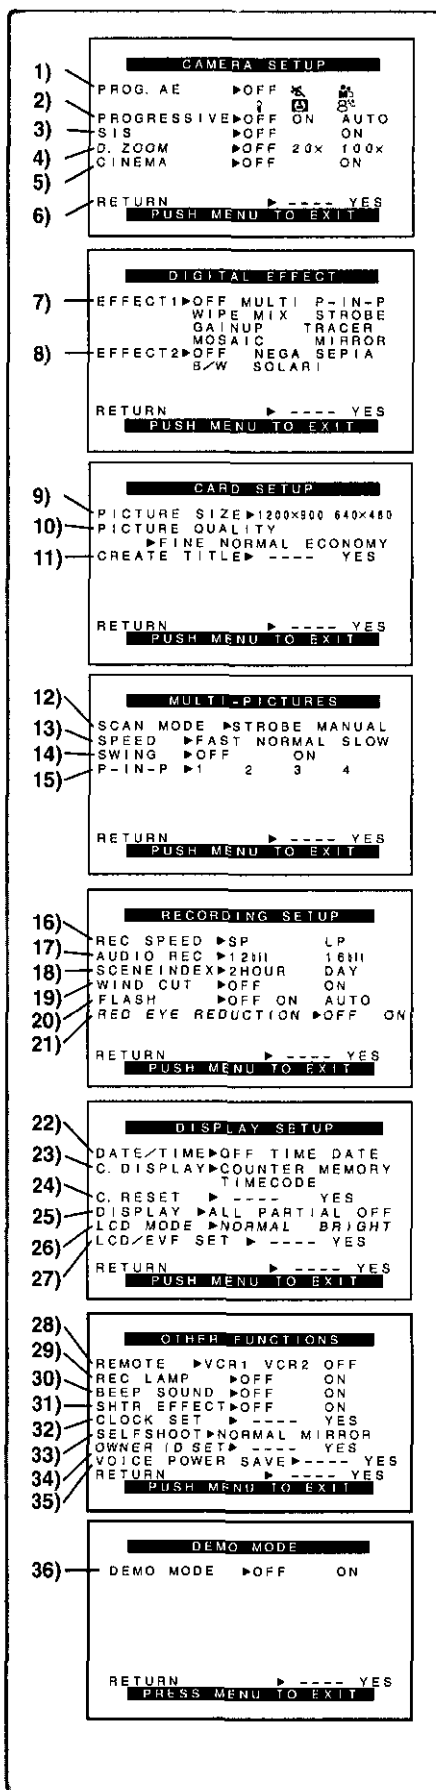 CAMERA SETUP
1) PROG. AE ▶OFF
2) PROGRESSIVE▶OFF ON AUTO
3) SIS ▶OFF ON
4) D. ZOOM ▶OFF 20× 100×
5) CINEMA ▶OFF ON
6) RETURN ▶ ---- YES
PUSH MENU TO EXIT
DIGITAL EFFECT
7) EFFECT1▶OFF MULTI P-IN-P
WIPE MIX STROBE
GAINUP TRACER
MOSAIC MIRROR
8) EFFECT2▶OFF NEGA SEPIA
B/W SOLARI
RETURN ▶ ---- YES
PUSH MENU TO EXIT
CARD SETUP
9) PICTURE SIZE▶1200×900 640×480
10) PICTURE QUALITY
▶FINE NORMAL ECONOMY
11) CREATE TITLE▶ ---- YES
RETURN ▶ ---- YES
PUSH MENU TO EXIT
MULTI-PICTURES
12) SCAN MODE ▶STROBE MANUAL
13) SPEED ▶FAST NORMAL SLOW
14) SWING ▶OFF ON
15) P-IN-P ▶1 2 3 4
RETURN ▶ ---- YES
PUSH MENU TO EXIT
RECORDING SETUP
16) REC SPEED ▶SP LP
17) AUDIO REC ▶12bit 16bit
18) SCENEINDEX▶2HOUR DAY
19) WIND CUT ▶OFF ON
20) FLASH ▶OFF ON AUTO
21) RED EYE REDUCTION ▶OFF ON
RETURN ▶ ---- YES
PUSH MENU TO EXIT
DISPLAY SETUP
22) DATE/TIME▶OFF TIME DATE
23) C. DISPLAY▶COUNTER MEMORY
TIMECODE
24) C. RESET ▶ ---- YES
25) DISPLAY ▶ALL PARTIAL OFF
26) LCD MODE ▶NORMAL BRIGHT
27) LCD/EVF SET ▶ ---- YES
RETURN ▶ ---- YES
PUSH MENU TO EXIT
OTHER FUNCTIONS
28) REMOTE ▶VCR1 VCR2 OFF
29) REC LAMP ▶OFF ON
30) BEEP SOUND ▶OFF ON
31) SHTR EFFECT▶OFF ON
32) CLOCK SET ▶ ---- YES
33) SELFSHOOT▶NORMAL MIRROR
34) OWNER ID SET▶ ---- YES
35) VOICE POWER SAVE▶---- YES
RETURN ▶ ---- YES
PUSH MENU TO EXIT
DEMO MODE
36) DEMO MODE ▶OFF ON
RETURN ▶ ---- YES
PRESS MENU TO EXIT